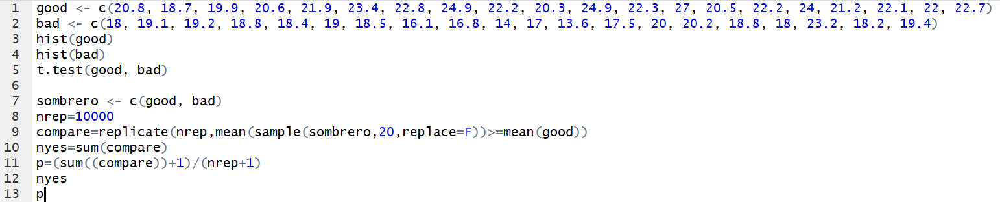 1 good <- c(20.8, 18.7, 19.9, 20.6, 21.9, 23.4, 22.8, 24.9, 22.2, 20.3, 24.9, 22.3, 27, 20.5, 22.2, 24, 21.2, 22.1, 22, 22.7)
2 bad <- c(18, 19.1, 19.2, 18.8, 18.4, 19, 18.5, 16.1, 16.8, 14, 17, 13.6, 17.5, 20, 20.2, 18.8, 18, 23.2, 18.2, 19.4)
3 hist(good)
4 hist(bad)
5 t.test(good, bad)
6
7 sombrero <- c(good, bad)
8 nrep=10000
9 compare=replicate(nrep,mean(sample(sombrero,20,replace=F))>=mean(good))
10 nyes=sum(compare)
11 p=(sum((compare))+1)/(nrep+1)
12 nyes
13 p